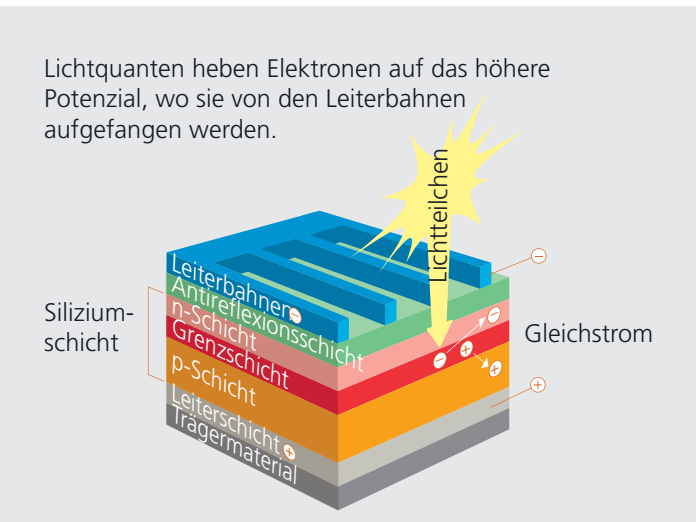 Lichtquanten heben Elektronen auf das höhere
Potenzial, wo sie von den Leiterbahnen
aufgefangen werden.
Lichtteilchen
−
Leiterbahnen −
Antireflexionsschicht
n-Schicht
Grenzschicht
p-Schicht
Leiterschicht +
Trägermaterial
Silizium-
schicht
−
− +
+
Gleichstrom
+